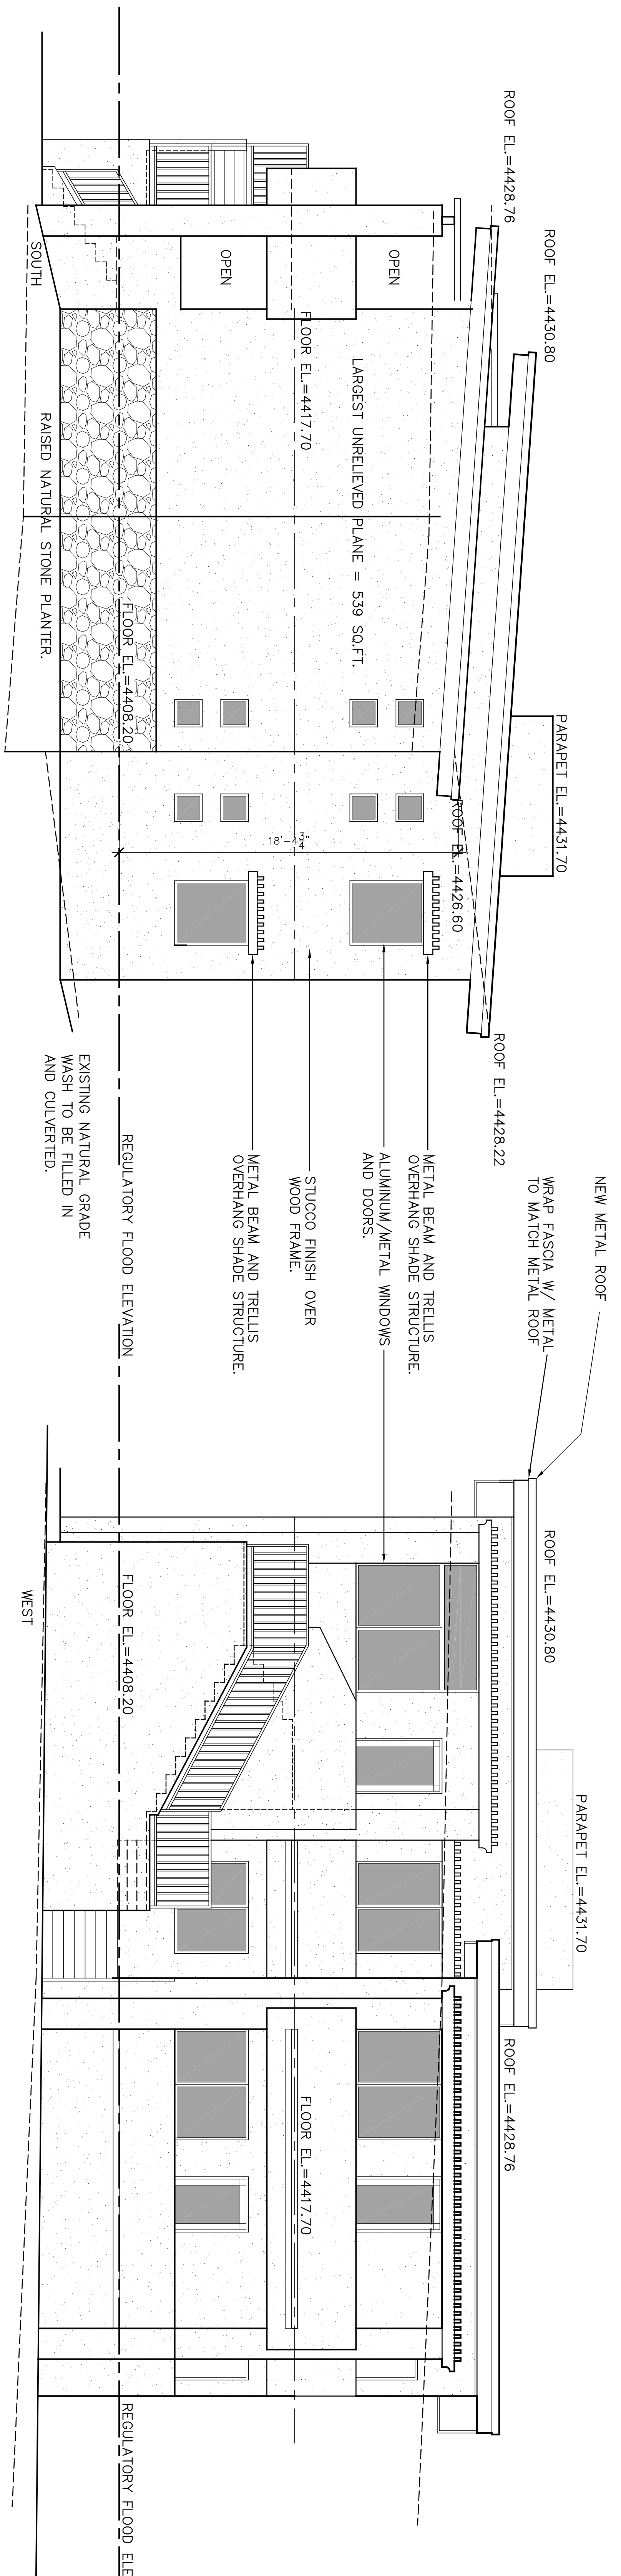 ROOF EL.=4428.76
ROOF EL.=4430.80
PARAPET EL.=4431.70
OPEN
OPEN
FLOOR EL.=4417.70
LARGEST UNRELIEVED PLANE = 539 SQ.FT.
ROOF EL.=4426.60
ROOF EL.=4428.22
18'-4 3/4"
FLOOR EL.=4408.20
SOUTH
RAISED NATURAL STONE PLANTER.
EXISTING NATURAL GRADE
WASH TO BE FILLED IN
AND CULVERTED.
REGULATORY FLOOD ELEVATION
NEW METAL ROOF
WRAP FASCIA W/ METAL
TO MATCH METAL ROOF
METAL BEAM AND TRELLIS
OVERHANG SHADE STRUCTURE.
ALUMINUM/METAL WINDOWS
AND DOORS.
STUCCO FINISH OVER
WOOD FRAME.
METAL BEAM AND TRELLIS
OVERHANG SHADE STRUCTURE.
ROOF EL.=4430.80
PARAPET EL.=4431.70
ROOF EL.=4428.76
FLOOR EL.=4417.70
FLOOR EL.=4408.20
WEST
REGULATORY FLOOD ELE